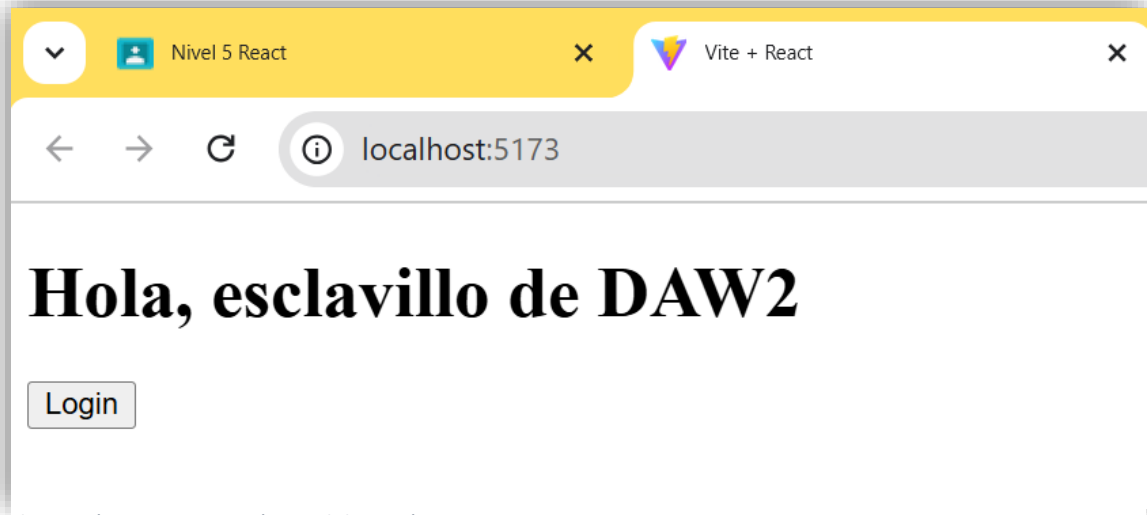 Nivel 5 React
Vite + React
localhost:5173
Hola, esclavillo de DAW2
Login